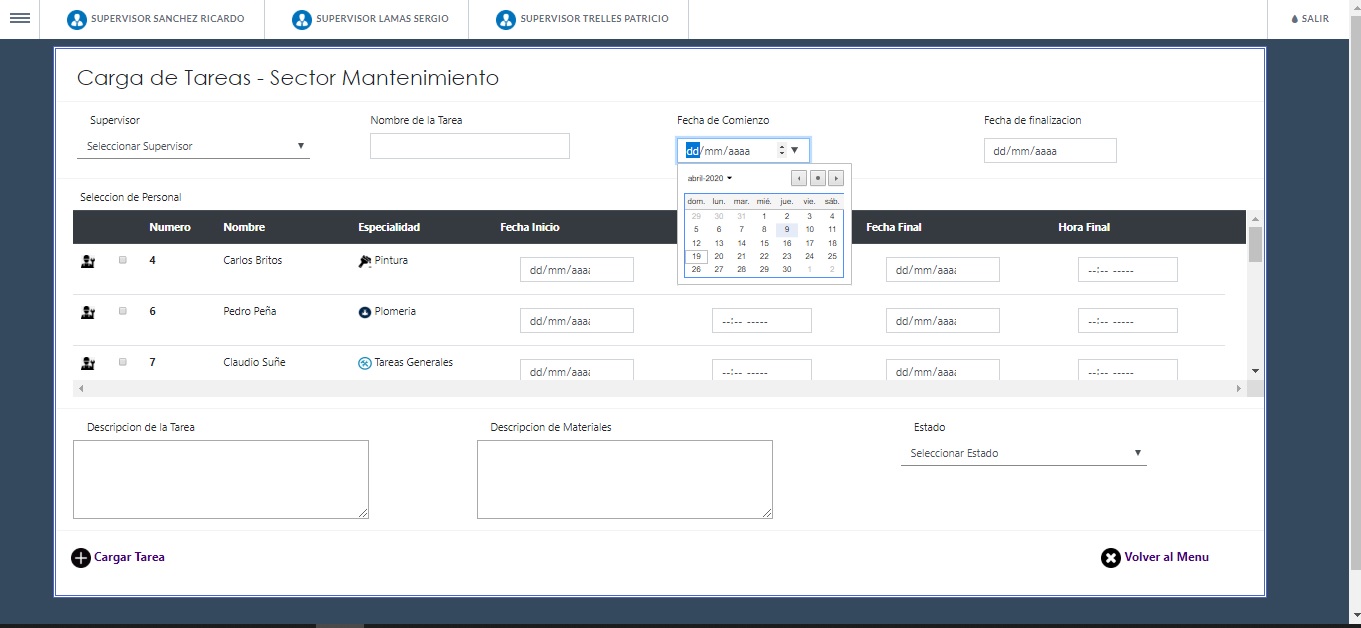 SUPERVISOR SANCHEZ RICARDO SUPERVISOR LAMAS SERGIO SUPERVISOR TRELLES PATRICIO SALIR
Carga de Tareas - Sector Mantenimiento
Supervisor Nombre de la Tarea Fecha de Comienzo Fecha de finalizacion
Seleccionar Supervisor dd/mm/aaaa dd/mm/aaaa
abril-2020
dom. lun. mar. mié. jue. vie. sáb.
29 30 31 1 2 3 4
5 6 7 8 9 10 11
12 13 14 15 16 17 18
19 20 21 22 23 24 25
26 27 28 29 30 1 2
Seleccion de Personal
Numero Nombre Especialidad Fecha Inicio Fecha Final Hora Final
4 Carlos Britos Pintura dd/mm/aaaa dd/mm/aaaa --:-- -----
6 Pedro Peña Plomeria dd/mm/aaaa --:-- ----- dd/mm/aaaa --:-- -----
7 Claudio Suñe Tareas Generales dd/mm/aaaa --:-- ----- dd/mm/aaaa --:-- -----
Descripcion de la Tarea Descripcion de Materiales Estado
Seleccionar Estado
Cargar Tarea Volver al Menu